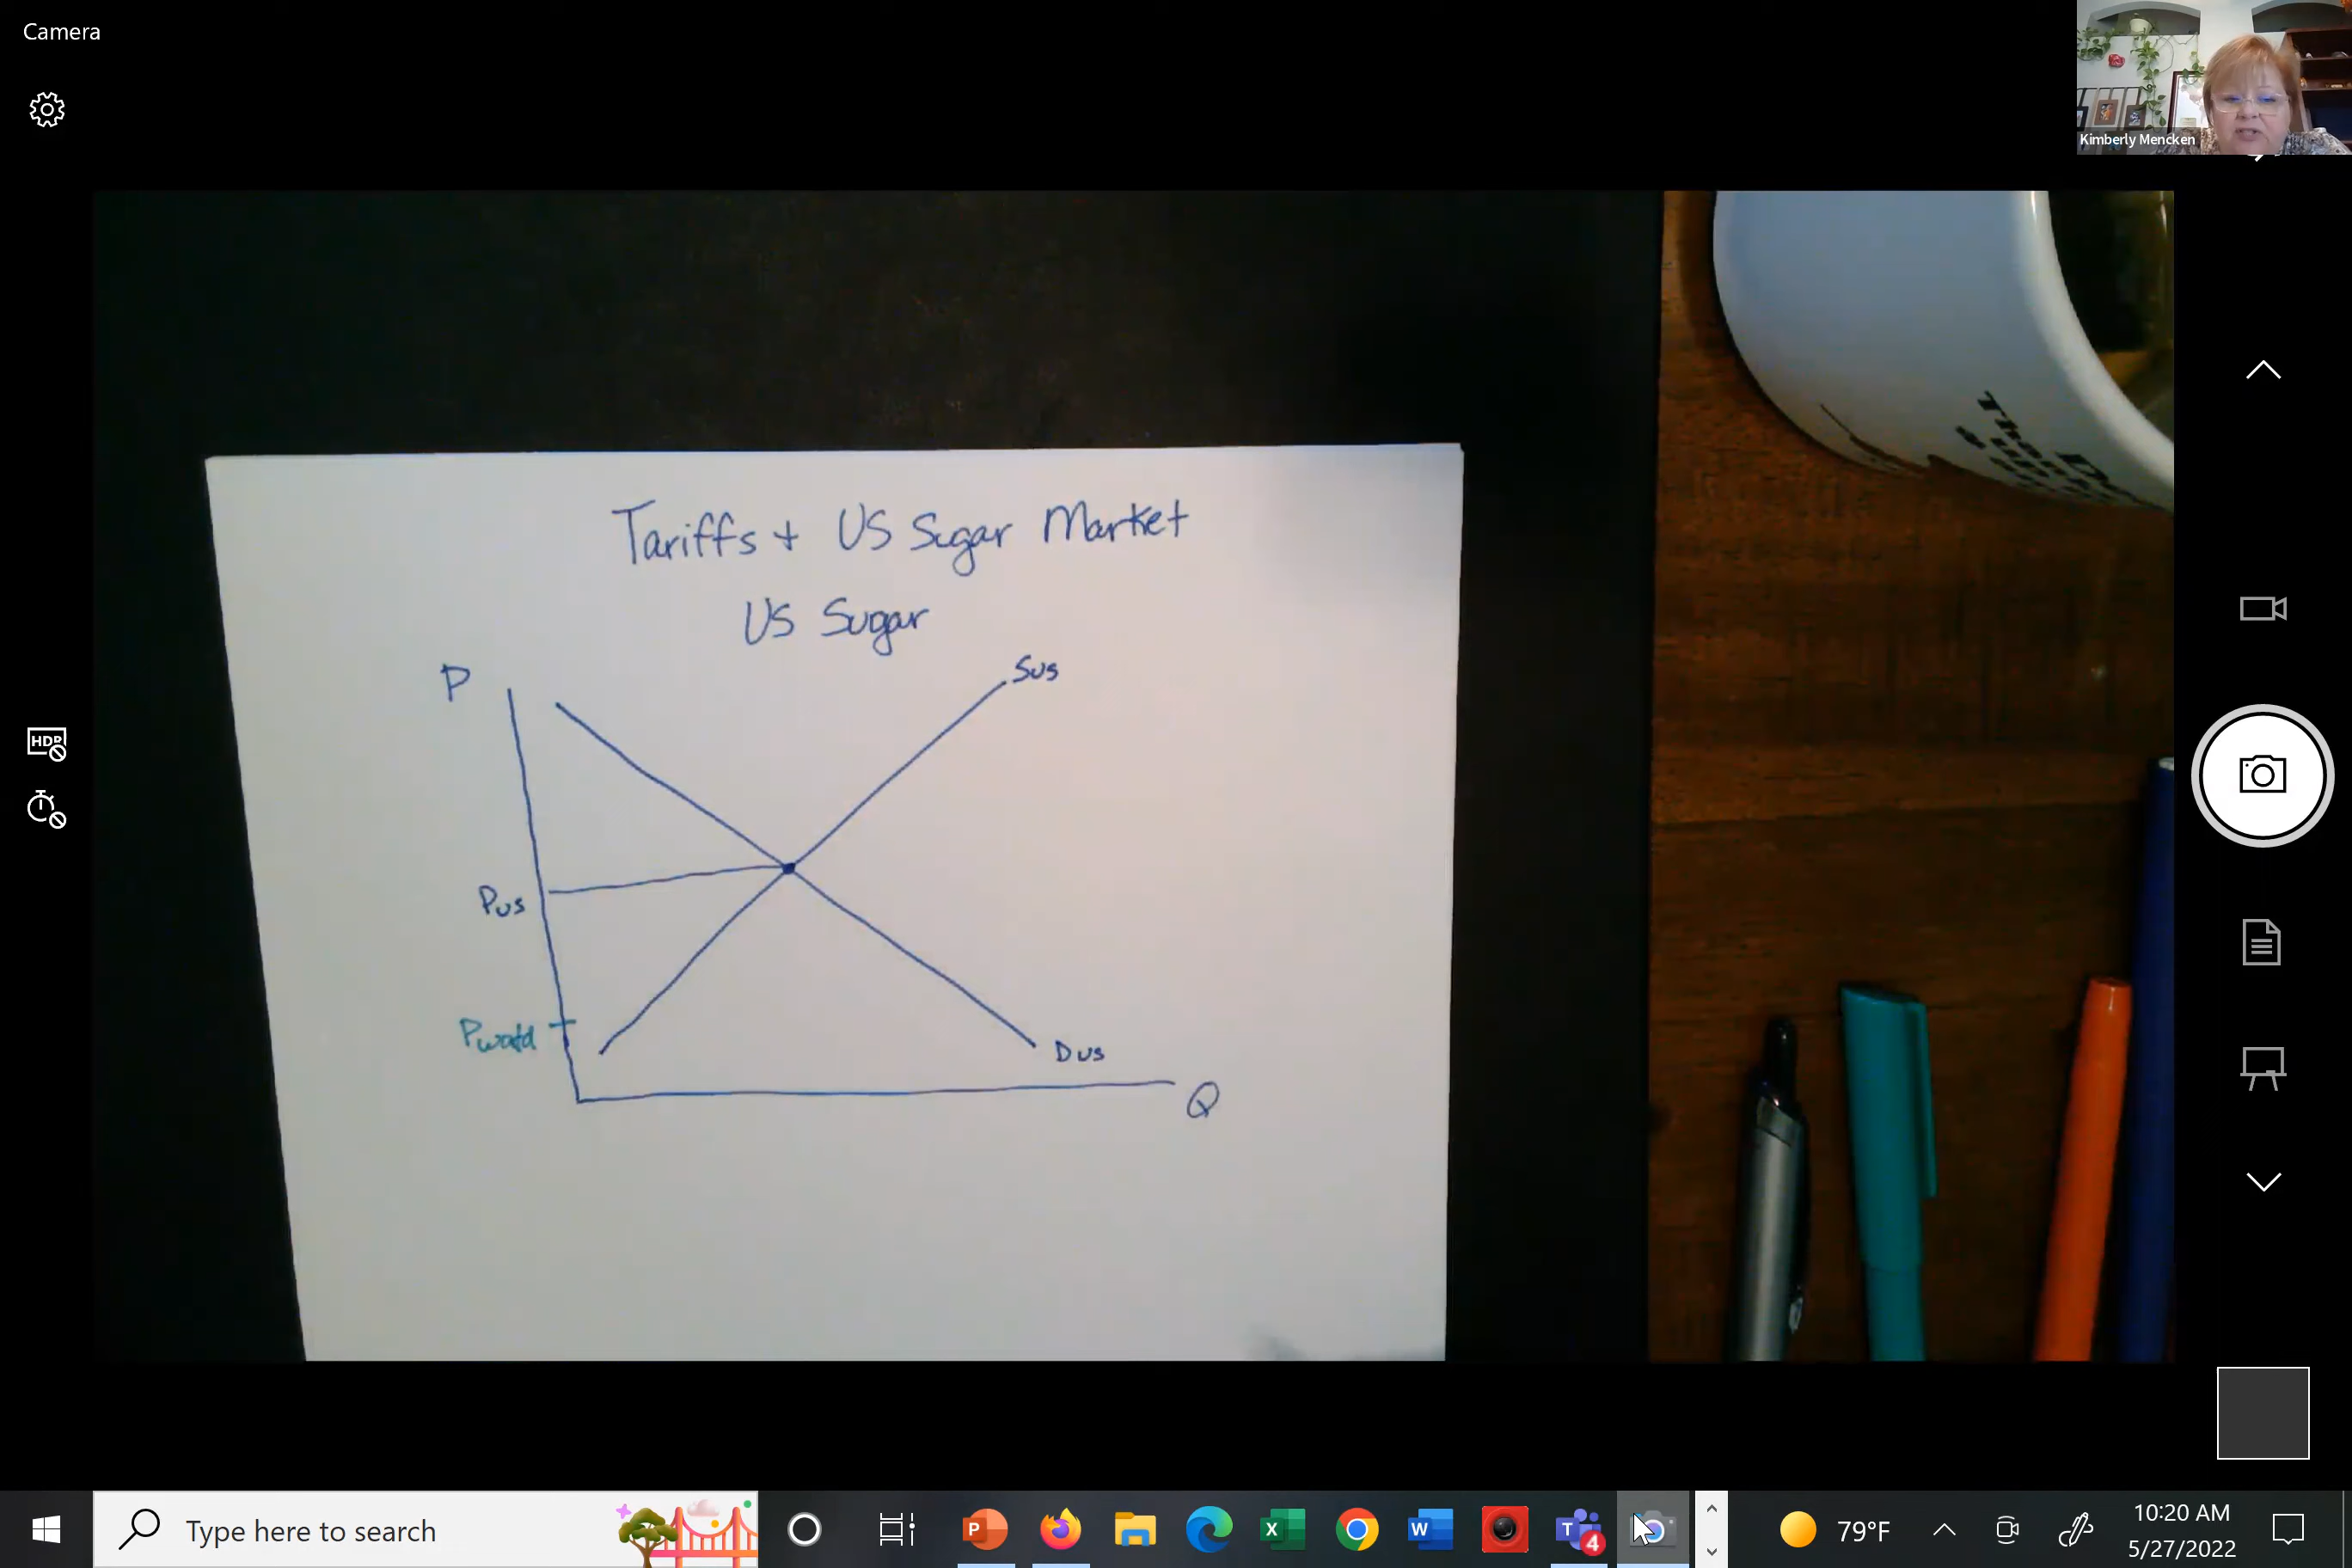 Camera
Kimberly Mencken
HDR
Tariffs + US Sugar Market
US Sugar
P
Sus
Pus
Pworld
Dus
Q
Type here to search
79°F
10:20 AM
5/27/2022
P
X
W
T
4